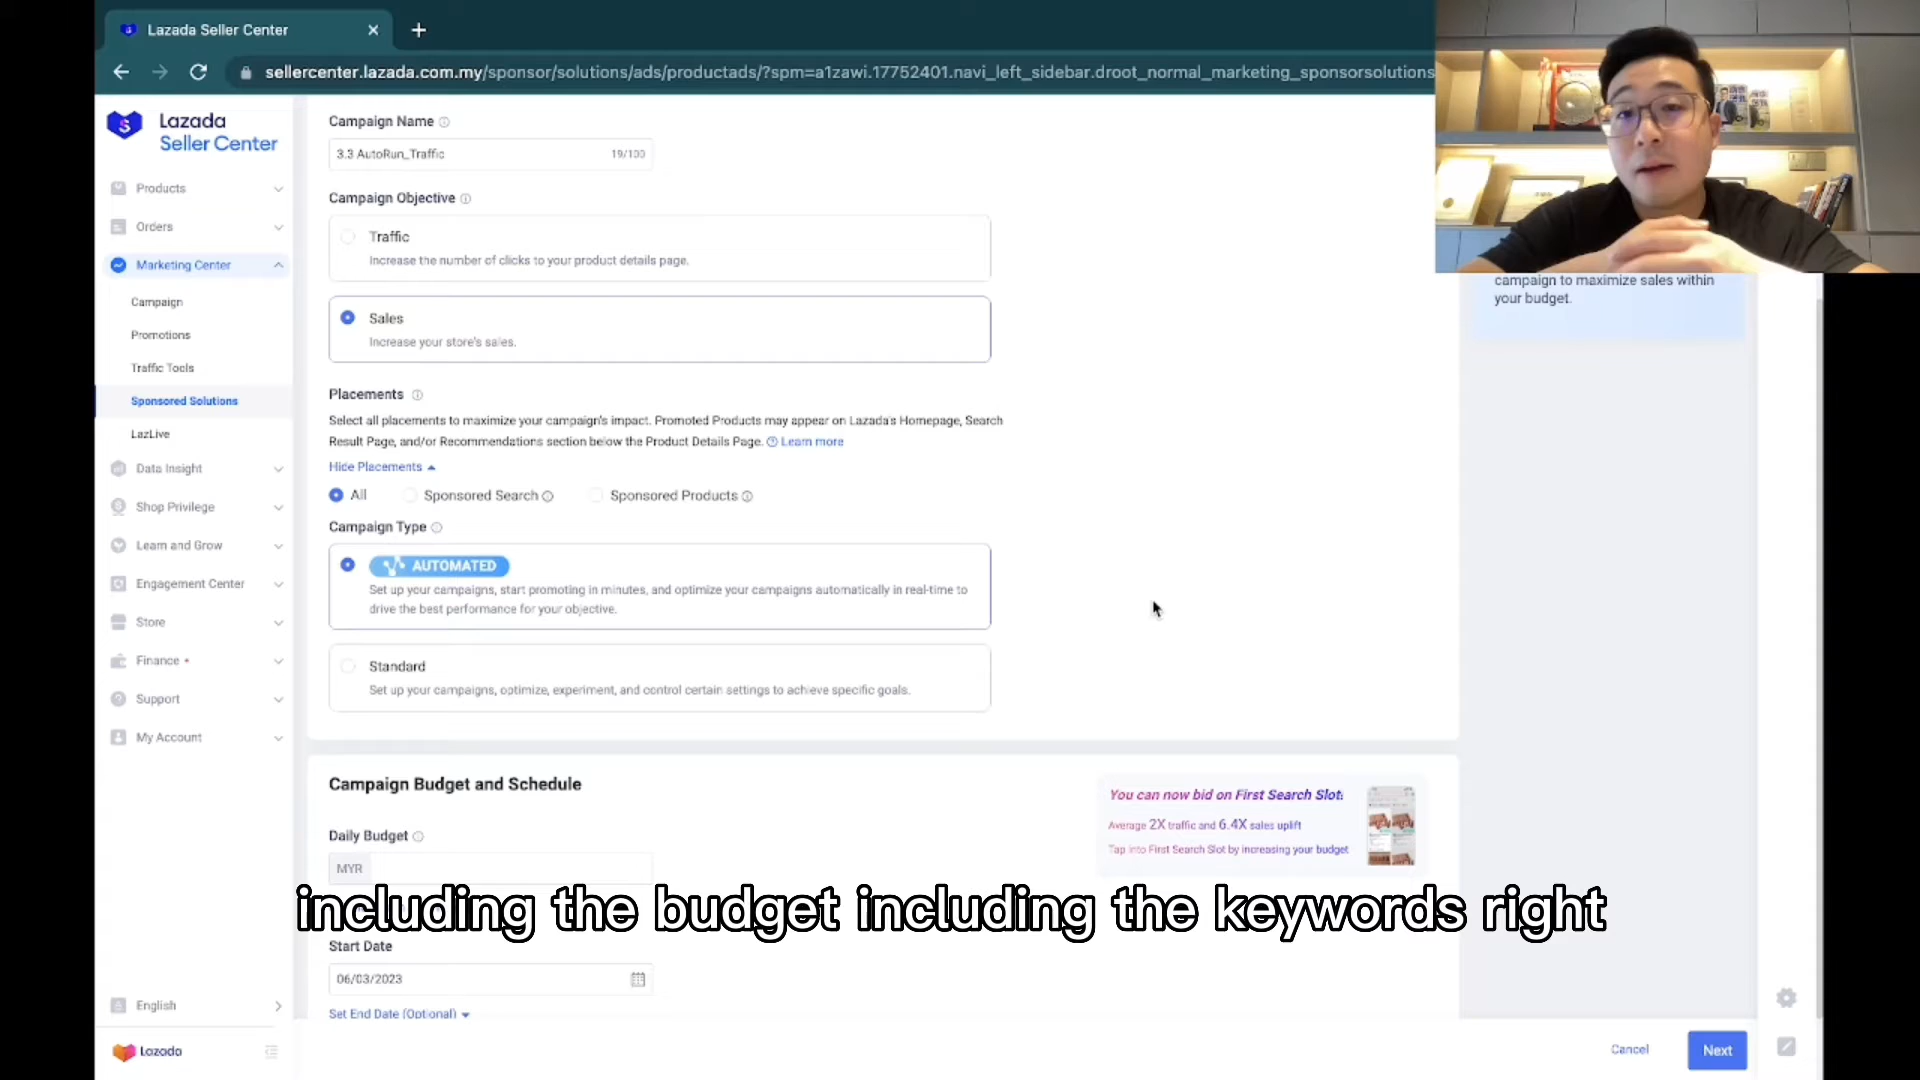 Lazada Seller Center
sellercenter.lazada.com.my/sponsor/solutions/ads/productads/?spm=a1zawi.17752401.navi_left_sidebar.droot_normal_marketing_sponsorsolutions
Lazada
Seller Center
Products
Orders
Marketing Center
Campaign
Promotions
Traffic Tools
Sponsored Solutions
LazLive
Data Insight
Shop Privilege
Learn and Grow
Engagement Center
Store
Finance
Support
My Account
English
Lazada
Campaign Name
3.3 AutoRun_Traffic 19/100
Campaign Objective
Traffic
Increase the number of clicks to your product details page.
Sales
Increase your store's sales.
Placements
Select all placements to maximize your campaign's impact. Promoted Products may appear on Lazada's Homepage, Search
Result Page, and/or Recommendations section below the Product Details Page. Learn more
Hide Placements
All Sponsored Search Sponsored Products
Campaign Type
AUTOMATED
Set up your campaigns, start promoting in minutes, and optimize your campaigns automatically in real-time to
drive the best performance for your objective.
Standard
Set up your campaigns, optimize, experiment, and control certain settings to achieve specific goals.
campaign to maximize sales within
your budget.
Campaign Budget and Schedule
Daily Budget
MYR
You can now bid on First Search Slot!
Average 2X traffic and 6.4X sales uplift
Tap into First Search Slot by increasing your budget
including the budget including the keywords right
Start Date
06/03/2023
Set End Date (Optional)
Cancel
Next